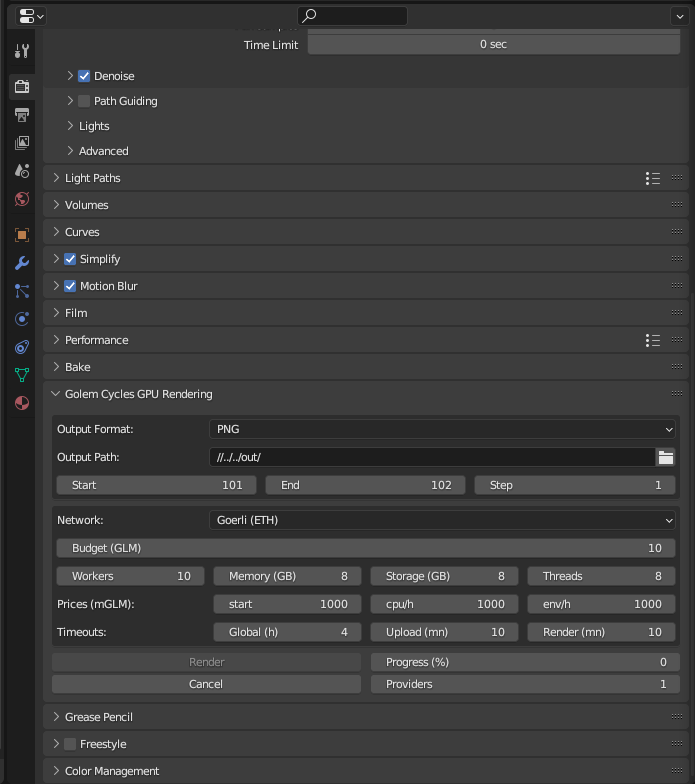 Time Limit 0 sec
Denoise
Path Guiding
Lights
Advanced
Light Paths
Volumes
Curves
Simplify
Motion Blur
Film
Performance
Bake
Golem Cycles GPU Rendering
Output Format: PNG
Output Path: //../../out/
Start 101 End 102 Step 1
Network: Goerli (ETH)
Budget (GLM) 10
Workers 10 Memory (GB) 8 Storage (GB) 8 Threads 8
Prices (mGLM): start 1000 cpu/h 1000 env/h 1000
Timeouts: Global (h) 4 Upload (mn) 10 Render (mn) 10
Render Progress (%) 0
Cancel Providers 1
Grease Pencil
Freestyle
Color Management